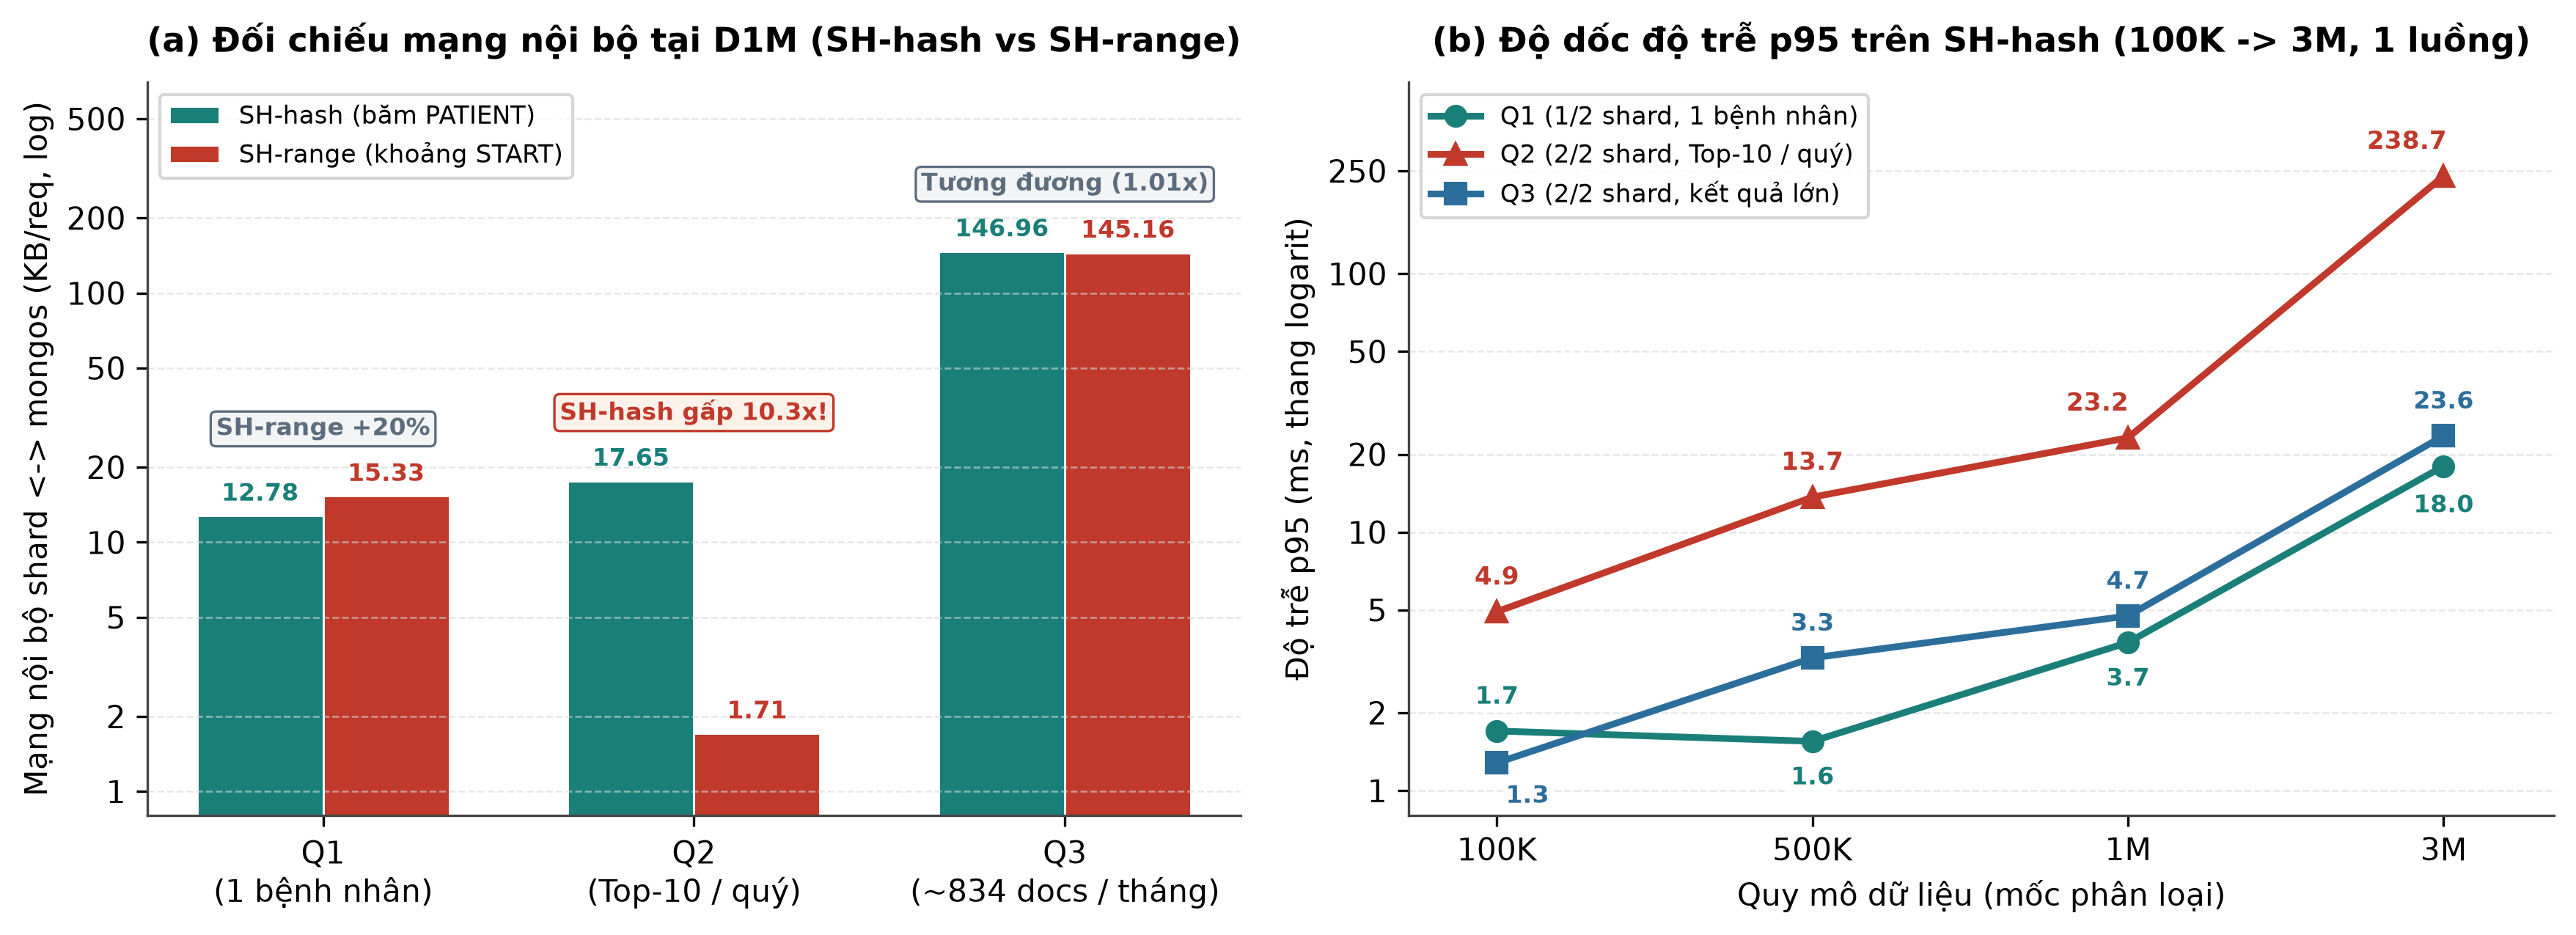 (a) Đối chiếu mạng nội bộ tại D1M (SH-hash vs SH-range)
Mạng nội bộ shard <-> mongos (KB/req, log)
500
200
100
50
20
10
5
2
1
SH-hash (băm PATIENT)
SH-range (khoảng START)
SH-range +20%
12.78
15.33
SH-hash gấp 10.3x!
17.65
1.71
Tương đương (1.01x)
146.96
145.16
Q1
(1 bệnh nhân)
Q2
(Top-10 / quý)
Q3
(~834 docs / tháng)
(b) Độ dốc độ trễ p95 trên SH-hash (100K -> 3M, 1 luồng)
Độ trễ p95 (ms, thang logarit)
250
100
50
20
10
5
2
1
Q1 (1/2 shard, 1 bệnh nhân)
Q2 (2/2 shard, Top-10 / quý)
Q3 (2/2 shard, kết quả lớn)
4.9
13.7
23.2
238.7
1.7
1.6
3.7
18.0
1.3
3.3
4.7
23.6
100K
500K
1M
3M
Quy mô dữ liệu (mốc phân loại)